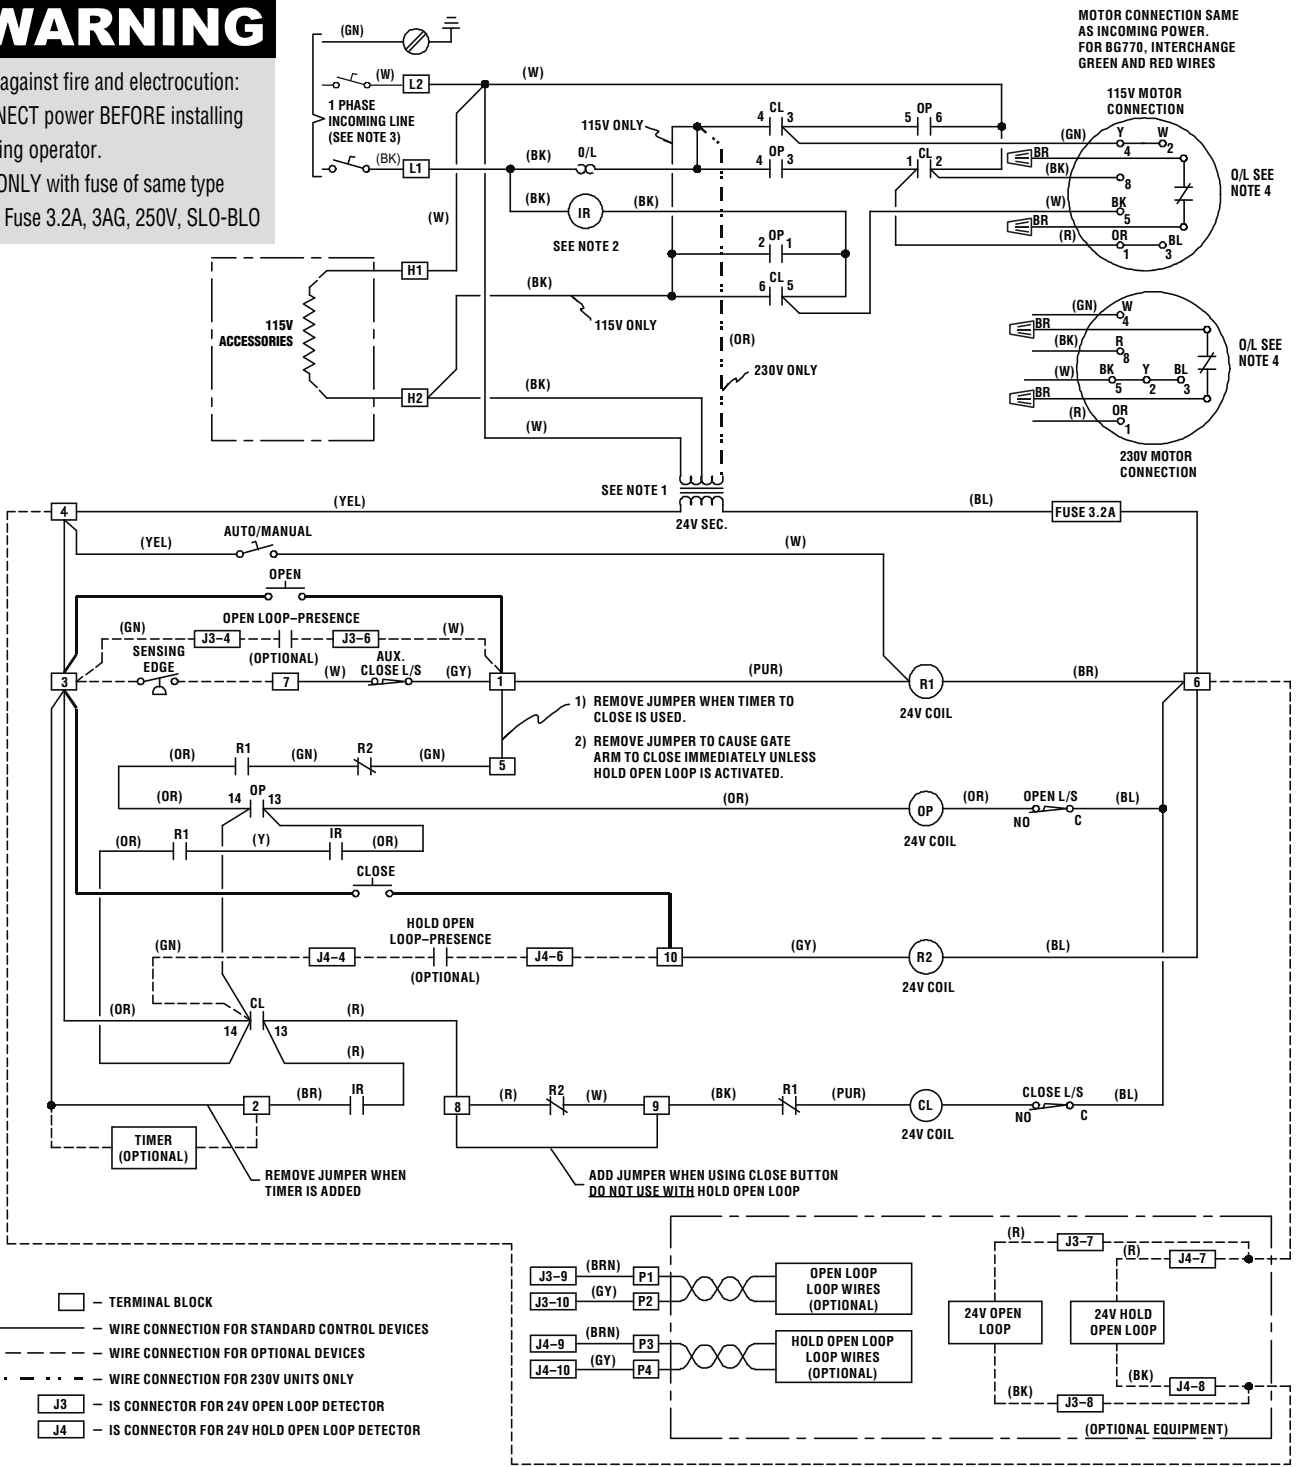 WARNING
against fire and electrocution:
NECT power BEFORE installing
ing operator.
ONLY with fuse of same type
Fuse 3.2A, 3AG, 250V, SLO-BLO
(GN)
(W) L2
1 PHASE
INCOMING LINE
(SEE NOTE 3)
(BK) L1
(W)
(W)
115V ONLY
(BK) O/L
(BK) IR (BK)
SEE NOTE 2
4 CL 3
5 OP 6
4 OP 3
1 CL 2
2 OP 1
6 CL 5
MOTOR CONNECTION SAME
AS INCOMING POWER.
FOR BG770, INTERCHANGE
GREEN AND RED WIRES
115V MOTOR
CONNECTION
(GN) Y W
4 2
BR
(BK) 8
(W) BK
5
BR
(R) OR BL
1 3
O/L SEE
NOTE 4
H1
115V
ACCESSORIES
H2
(BK)
115V ONLY
(OR)
230V ONLY
(BK)
(W)
(GN) W
4
BR
(BK) R
8
(W) BK Y BL
5 2 3
BR
(R) OR
1
O/L SEE
NOTE 4
230V MOTOR
CONNECTION
SEE NOTE 1
24V SEC.
4 (YEL) (BL) FUSE 3.2A
AUTO/MANUAL
(YEL) (W)
OPEN
OPEN LOOP–PRESENCE
(GN) J3–4 J3–6 (W)
(OPTIONAL)
SENSING
EDGE
AUX.
CLOSE L/S
3 7 (W) (GY) 1 (PUR) R1 (BR) 6
24V COIL
1) REMOVE JUMPER WHEN TIMER TO
CLOSE IS USED.
2) REMOVE JUMPER TO CAUSE GATE
ARM TO CLOSE IMMEDIATELY UNLESS
HOLD OPEN LOOP IS ACTIVATED.
(OR) R1 (GN) R2 (GN) 5
(OR) 14 OP 13 (OR) OP (OR) OPEN L/S (BL)
NO C
24V COIL
(OR) R1 (Y) IR (OR)
CLOSE
HOLD OPEN
LOOP–PRESENCE
(GN) J4–4 J4–6 10 (GY) R2 (BL)
(OPTIONAL)
24V COIL
(OR) CL (R)
14 13
(R)
2 (BR) IR
8 (R) R2 (W) 9 (BK) R1 (PUR) CL CLOSE L/S (BL)
NO C
24V COIL
TIMER
(OPTIONAL)
REMOVE JUMPER WHEN
TIMER IS ADDED
ADD JUMPER WHEN USING CLOSE BUTTON
DO NOT USE WITH HOLD OPEN LOOP
– TERMINAL BLOCK
– WIRE CONNECTION FOR STANDARD CONTROL DEVICES
– WIRE CONNECTION FOR OPTIONAL DEVICES
– WIRE CONNECTION FOR 230V UNITS ONLY
J3 – IS CONNECTOR FOR 24V OPEN LOOP DETECTOR
J4 – IS CONNECTOR FOR 24V HOLD OPEN LOOP DETECTOR
J3–9 (BRN) P1
J3–10 (GY) P2
OPEN LOOP
LOOP WIRES
(OPTIONAL)
J4–9 (BRN) P3
J4–10 (GY) P4
HOLD OPEN LOOP
LOOP WIRES
(OPTIONAL)
(R) J3–7
(R) J4–7
24V OPEN
LOOP
24V HOLD
OPEN LOOP
(BK) J4–8
(BK) J3–8
(OPTIONAL EQUIPMENT)